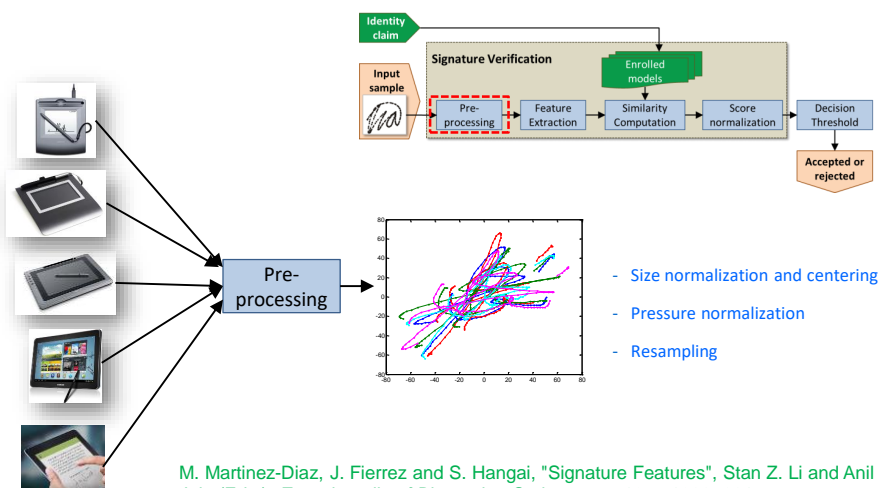 Identity
claim
Signature Verification
Enrolled
models
Input
sample
Pre-
processing
Feature
Extraction
Similarity
Computation
Score
normalization
Decision
Threshold
Accepted or
rejected
Pre-
processing
80
60
40
20
0
-20
-40
-60
-80
-80 -60 -40 -20 0 20 40 60 80
- Size normalization and centering
- Pressure normalization
- Resampling
M. Martinez-Diaz, J. Fierrez and S. Hangai, "Signature Features", Stan Z. Li and Anil